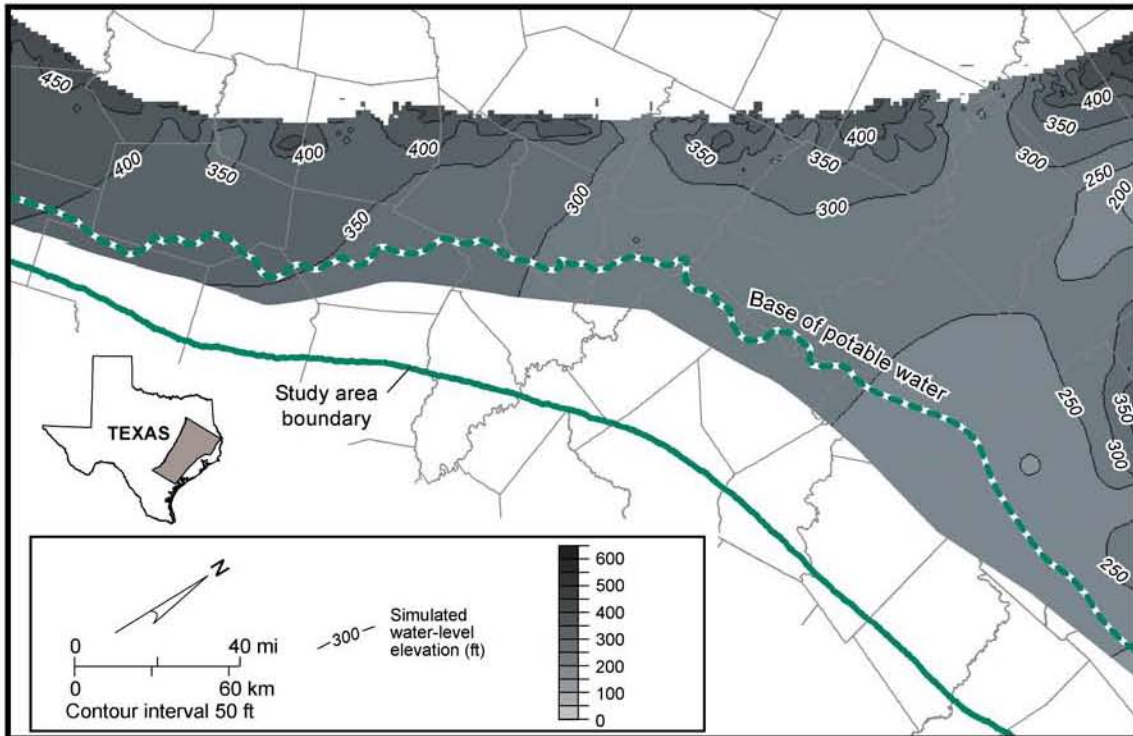 450
400
350
400
400
350
300
350
350
400
300
400
350
300
250
200
Base of potable water
250
350
300
250
Study area
boundary
TEXAS
N
0 40 mi
0 60 km
Contour interval 50 ft
300
Simulated
water-level
elevation (ft)
600
500
400
300
200
100
0